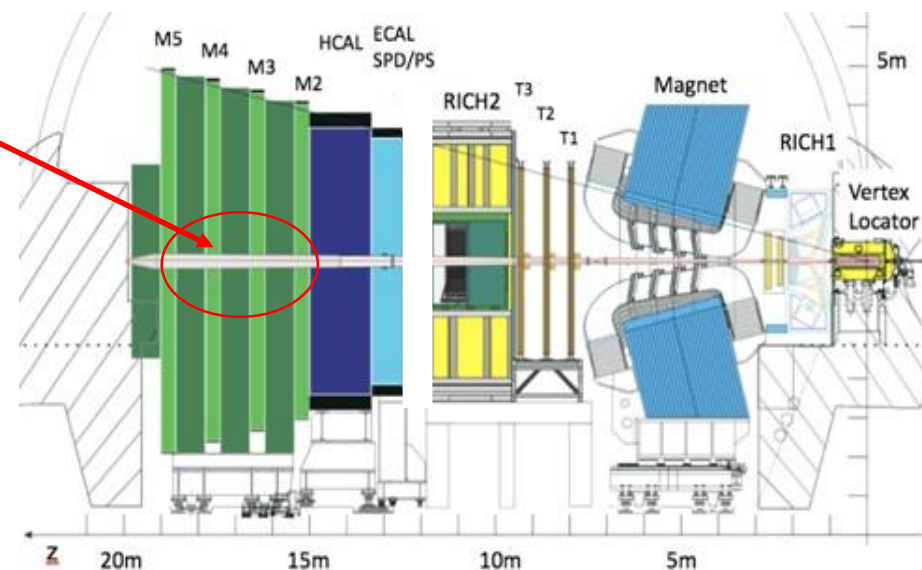 M5
M4
M3
M2
HCAL
ECAL
SPD/PS
RICH2
T3
T2
T1
Magnet
RICH1
Vertex
Locator
5m
z
20m
15m
10m
5m